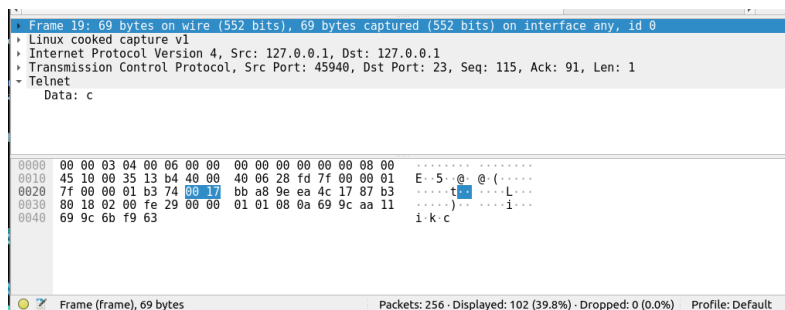 Frame 19: 69 bytes on wire (552 bits), 69 bytes captured (552 bits) on interface any, id 0
Linux cooked capture v1
Internet Protocol Version 4, Src: 127.0.0.1, Dst: 127.0.0.1
Transmission Control Protocol, Src Port: 45940, Dst Port: 23, Seq: 115, Ack: 91, Len: 1
Telnet
Data: c
0000 00 00 03 04 00 06 00 00 00 00 00 00 00 00 08 00 ········ ········
0010 45 10 00 35 13 b4 40 00 40 06 28 fd 7f 00 00 01 E··5··@· @·(·····
0020 7f 00 00 01 b3 74 00 17 bb a8 9e ea 4c 17 87 b3 ·····t·· ····L···
0030 80 18 02 00 fe 29 00 00 01 01 08 0a 69 9c aa 11 ·····)·· ····i···
0040 69 9c 6b f9 63 i·k·c
Frame (frame), 69 bytes Packets: 256 · Displayed: 102 (39.8%) · Dropped: 0 (0.0%) Profile: Default